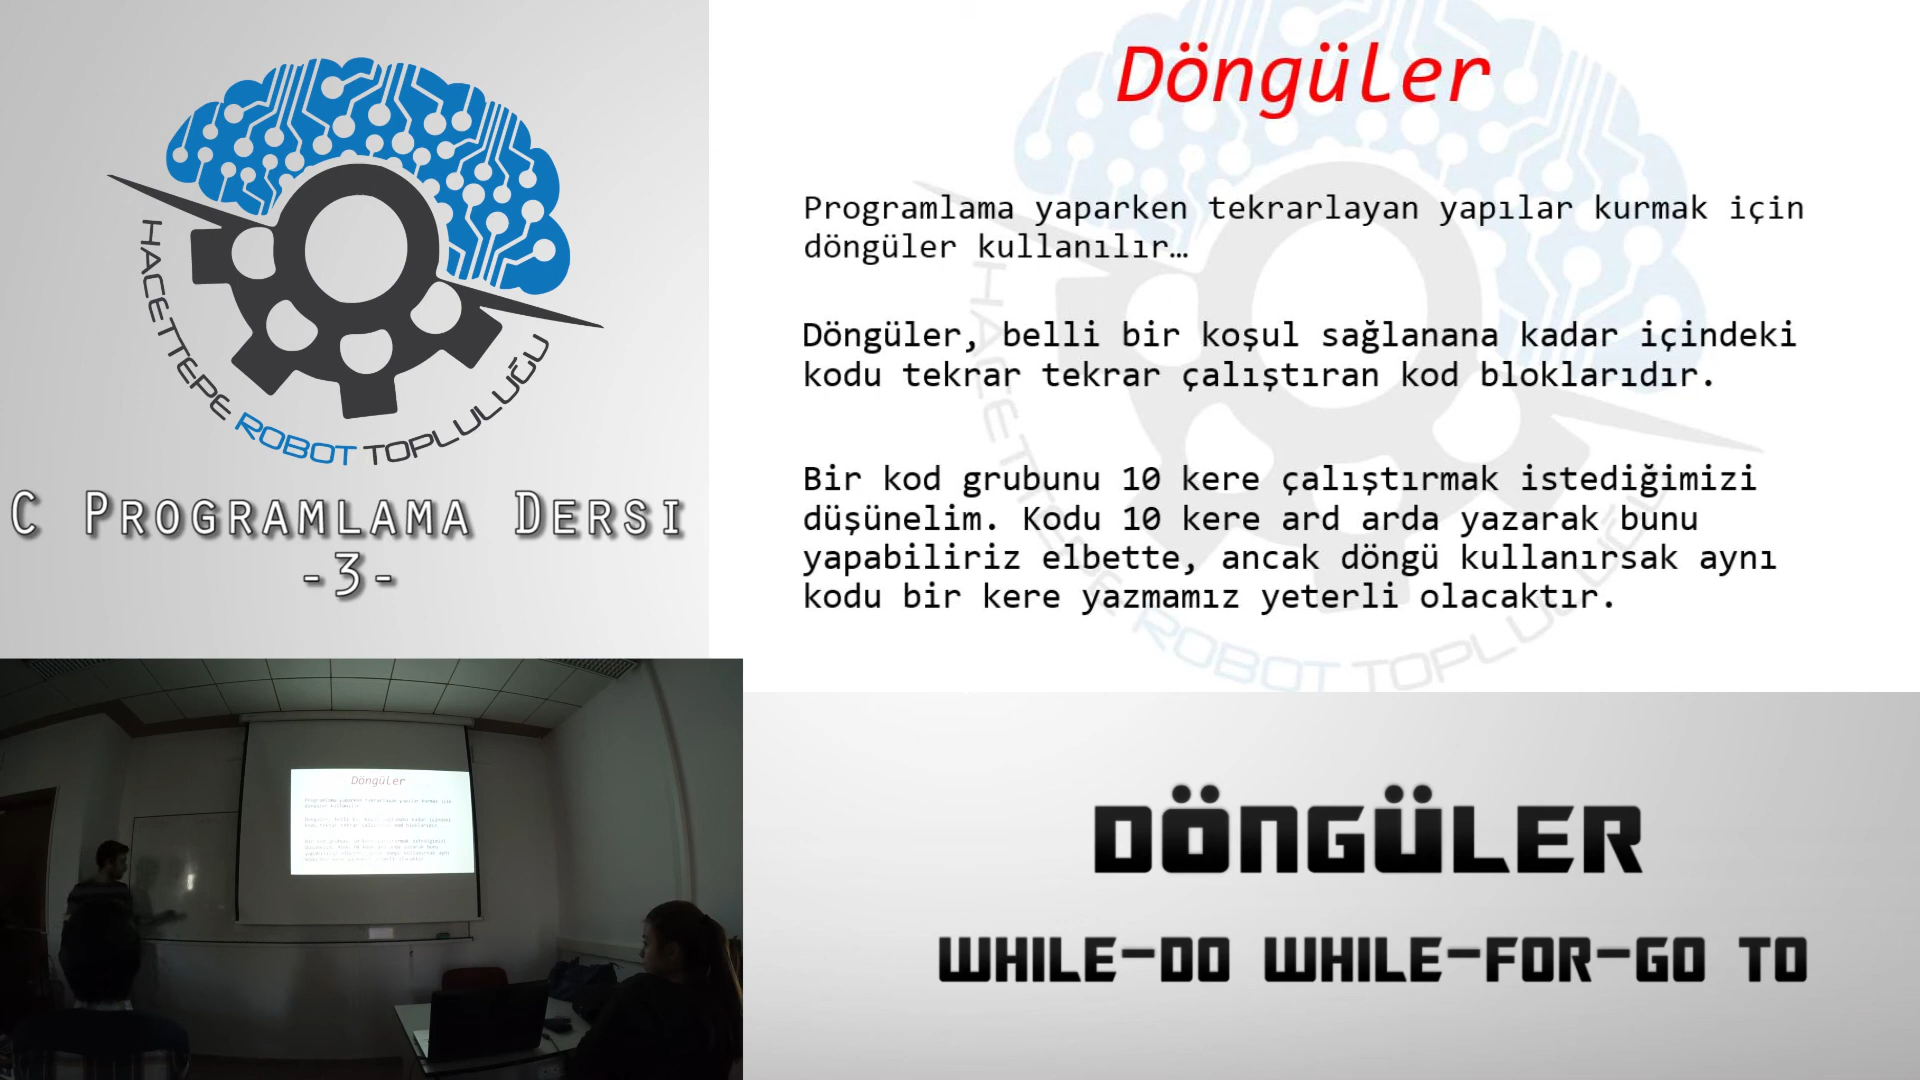 HACETTEPE ROBOT TOPLULUĞU
C PROGRAMLAMA DERSI
-3-
Döngüler
Programlama yaparken tekrarlayan yapılar kurmak için
döngüler kullanılır…
Döngüler, belli bir koşul sağlanana kadar içindeki
kodu tekrar tekrar çalıştıran kod bloklarıdır.
Bir kod grubunu 10 kere çalıştırmak istediğimizi
düşünelim. Kodu 10 kere ard arda yazarak bunu
yapabiliriz elbette, ancak döngü kullanırsak aynı
kodu bir kere yazmamız yeterli olacaktır.
HACETTEPE ROBOT TOPLULUĞU
Döngüler
DÖNGÜLER
WHILE-DO WHILE-FOR-GO TO